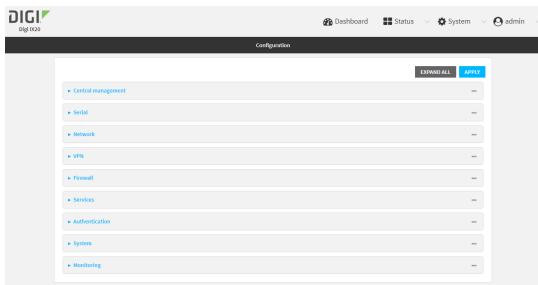 DIGI
Digi IX20
Dashboard Status System admin
Configuration
EXPAND ALL APPLY
Central management
Serial
Network
VPN
Firewall
Services
Authentication
System
Monitoring